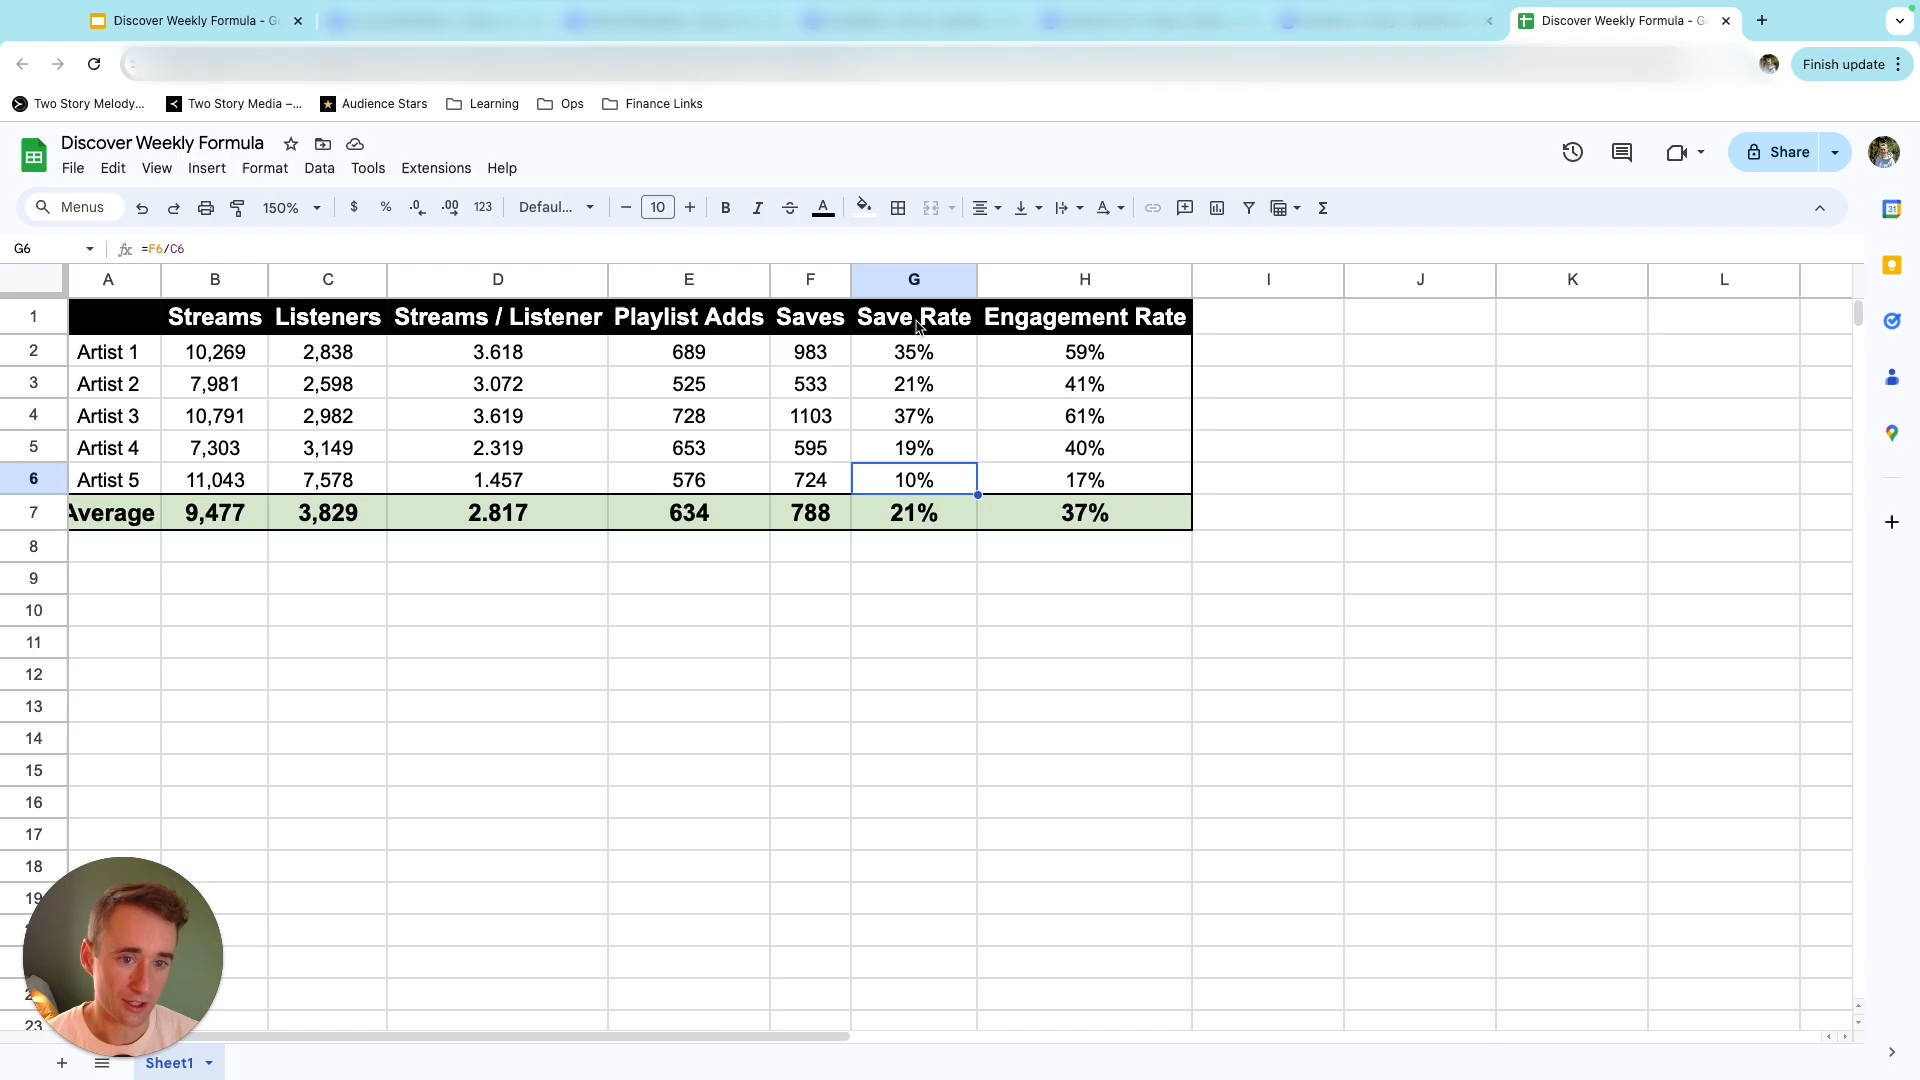 Discover Weekly Formula - G
Discover Weekly Formula - G
Finish update
Two Story Melody...
Two Story Media –...
Audience Stars
Learning
Ops
Finance Links
Discover Weekly Formula
File Edit View Insert Format Data Tools Extensions Help
Share
Menus
150%
$ % .0 .00 123
Defaul...
10
B I A
31
G6
fx =F6/C6
A B C D E F G H I J K L
1 Streams Listeners Streams / Listener Playlist Adds Saves Save Rate Engagement Rate
2 Artist 1 10,269 2,838 3.618 689 983 35% 59%
3 Artist 2 7,981 2,598 3.072 525 533 21% 41%
4 Artist 3 10,791 2,982 3.619 728 1103 37% 61%
5 Artist 4 7,303 3,149 2.319 653 595 19% 40%
6 Artist 5 11,043 7,578 1.457 576 724 10% 17%
7 Average 9,477 3,829 2.817 634 788 21% 37%
8
9
10
11
12
13
14
15
16
17
18
19
23
Sheet1